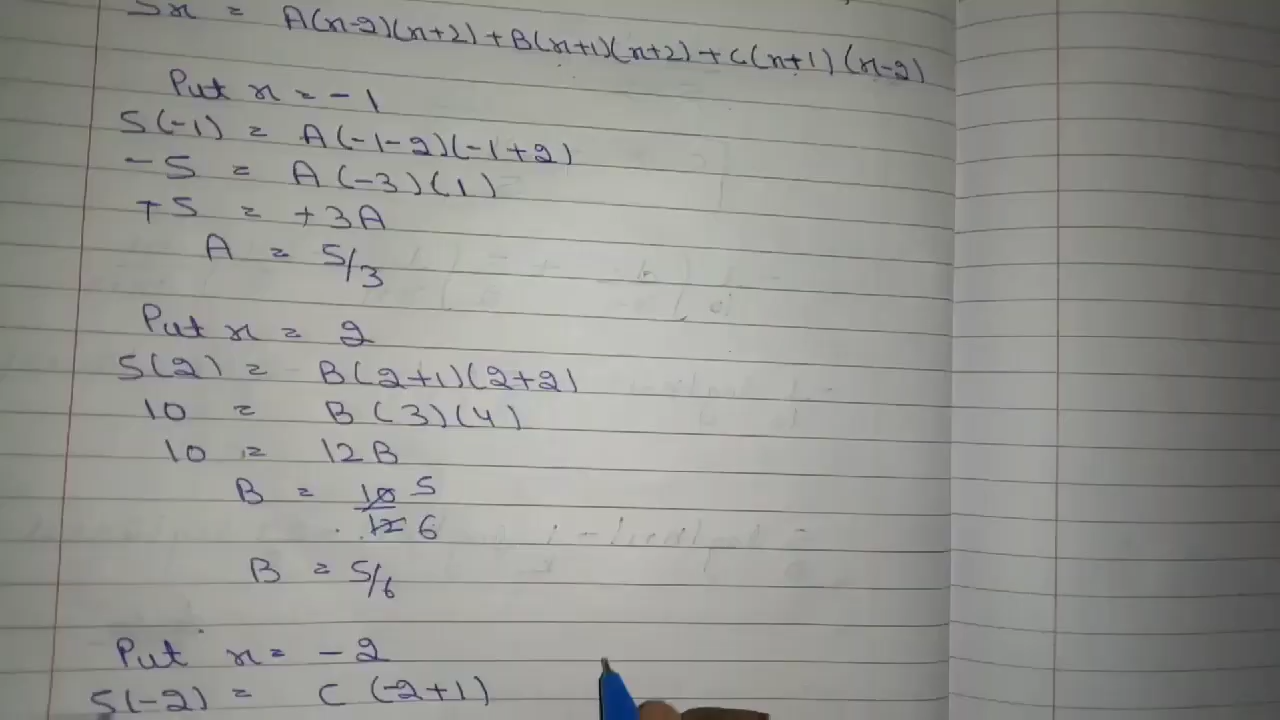 5x = A(x-2)(x+2)+B(x+1)(x+2)+C(x+1)(x-2)
Put x = -1
5(-1) = A(-1-2)(-1+2)
-5 = A(-3)(1)
+5 = +3A
A = 5/3
Put x = 2
5(2) = B(2+1)(2+2)
10 = B(3)(4)
10 = 12B
B = 10 5
12 6
B = 5/6
Put x = -2
5(-2) = C(-2+1)